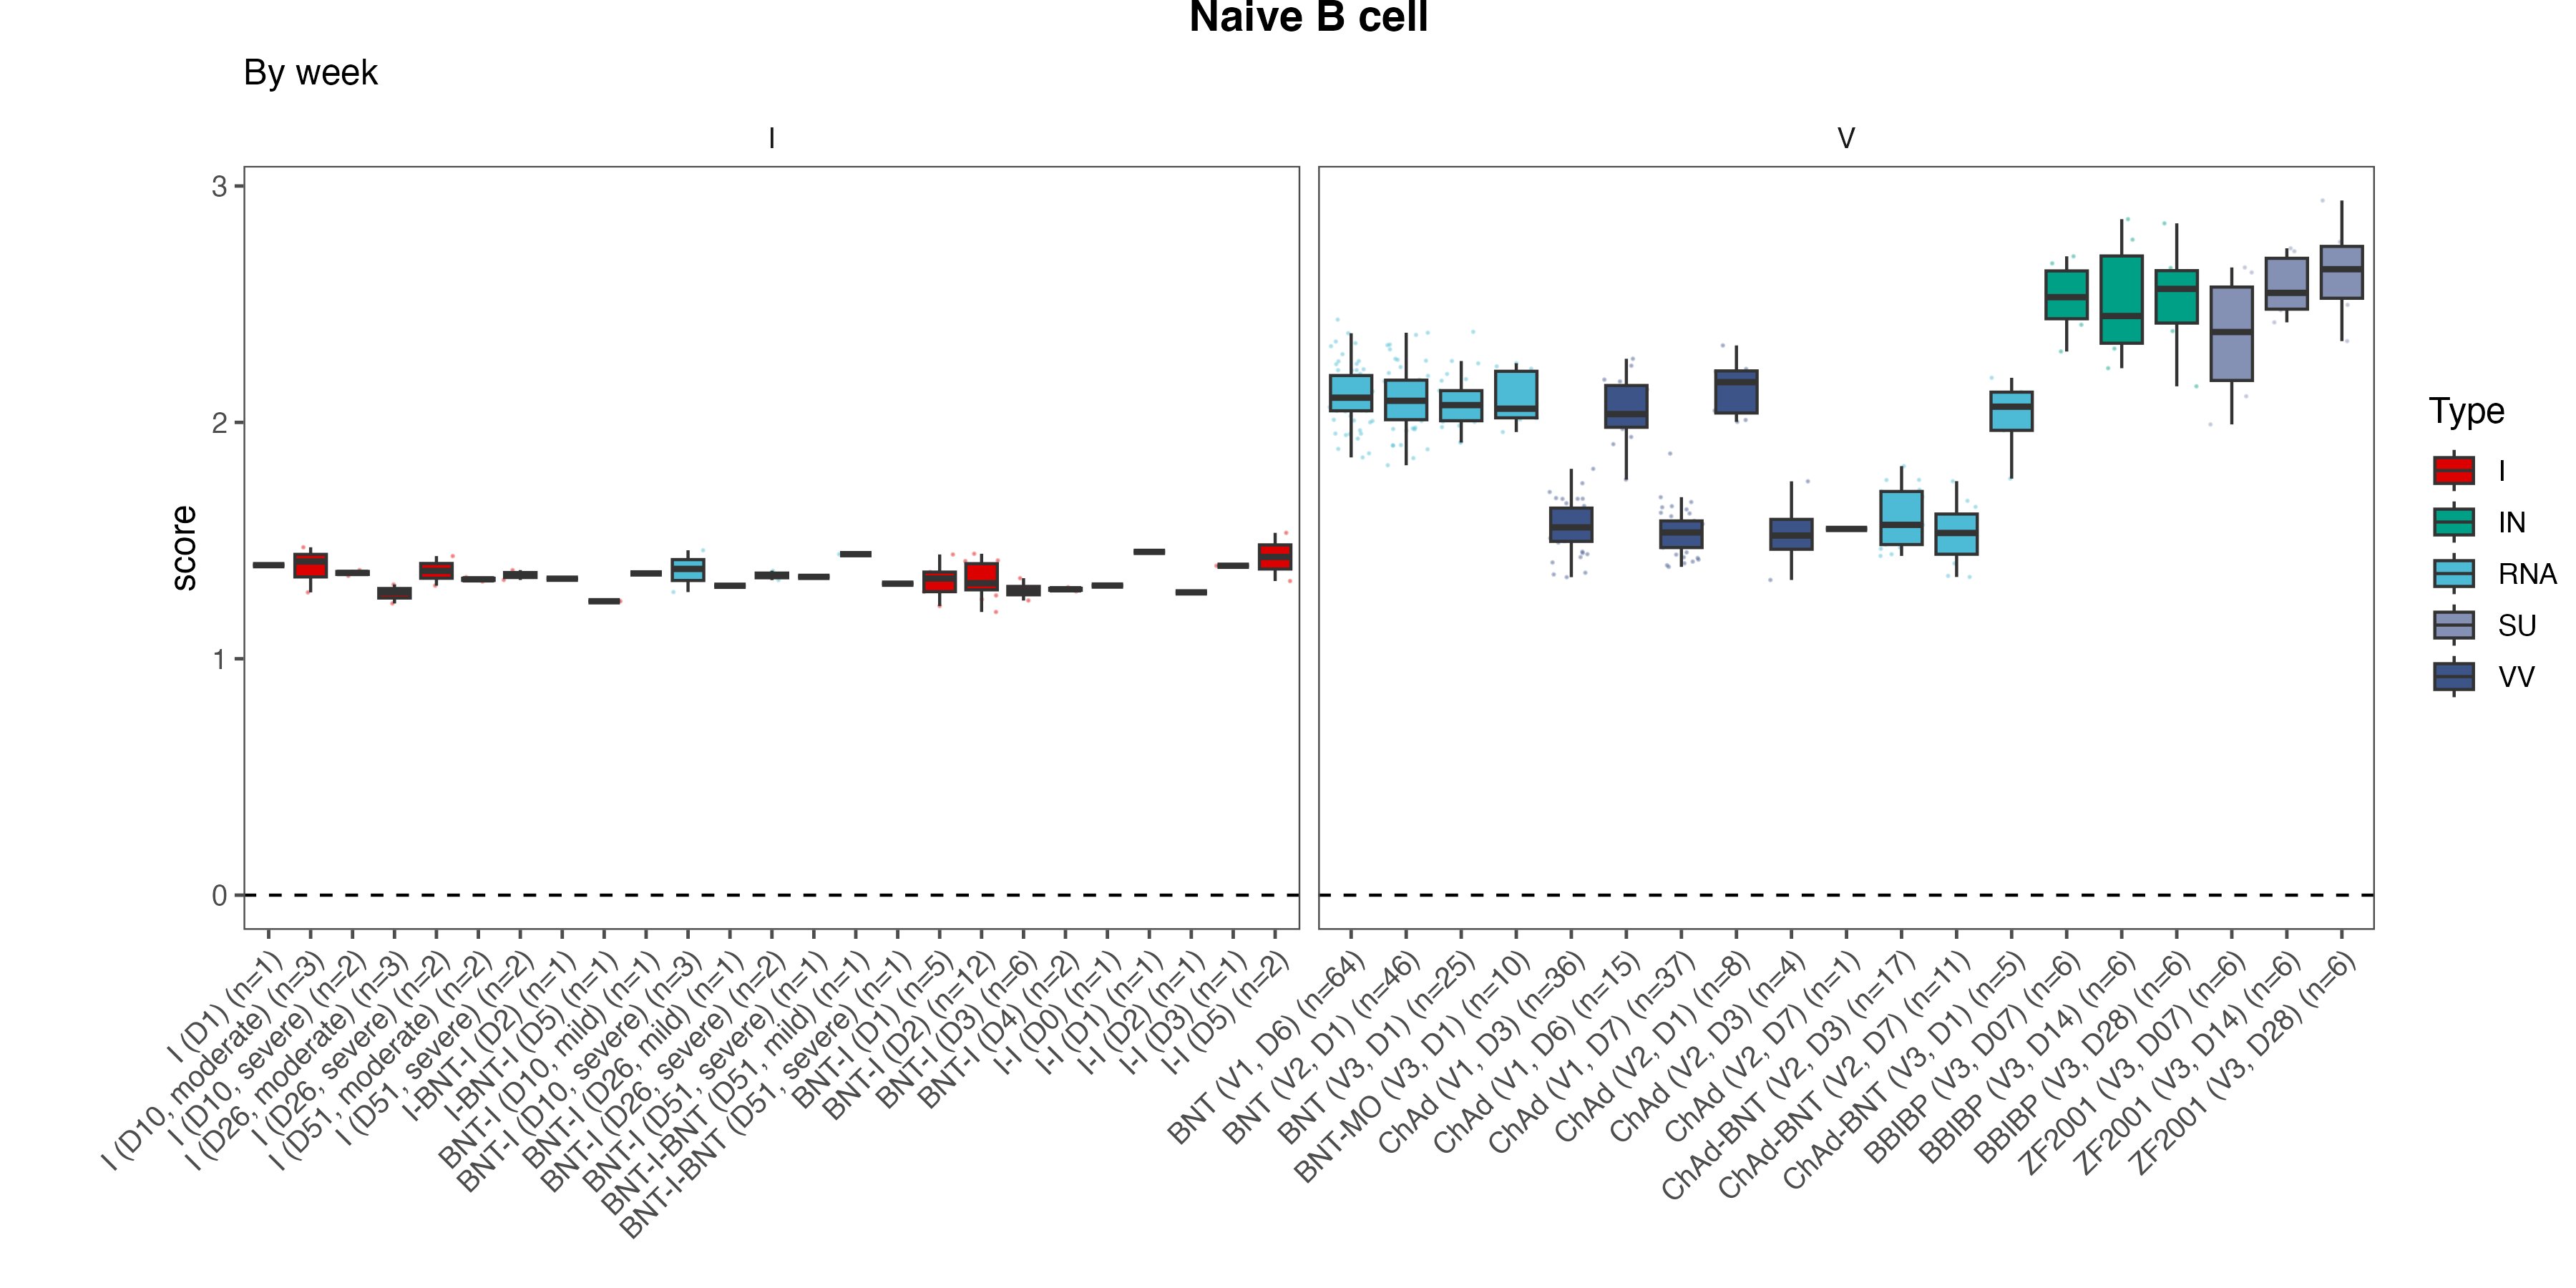 Naive B cell
By week
I
V
score
3
2
1
0
I (D1) (n=1)
I (D10, moderate) (n=3)
I (D10, severe) (n=2)
I (D26, moderate) (n=3)
I (D26, severe) (n=2)
I (D51, moderate) (n=2)
I (D51, severe) (n=2)
I-BNT-I (D2) (n=1)
I-BNT-I (D5) (n=1)
BNT-I (D10, mild) (n=1)
BNT-I (D10, severe) (n=3)
BNT-I (D26, mild) (n=1)
BNT-I (D26, severe) (n=2)
BNT-I (D51, severe) (n=1)
BNT-I-BNT (D51, mild) (n=1)
BNT-I-BNT (D51, severe) (n=1)
BNT-I (D1) (n=5)
BNT-I (D2) (n=12)
BNT-I (D3) (n=6)
BNT-I (D4) (n=2)
I-I (D0) (n=1)
I-I (D1) (n=1)
I-I (D2) (n=1)
I-I (D3) (n=1)
I-I (D5) (n=2)
BNT (V1, D6) (n=64)
BNT (V2, D1) (n=46)
BNT (V3, D1) (n=25)
BNT-MO (V3, D1) (n=10)
ChAd (V1, D3) (n=36)
ChAd (V1, D6) (n=15)
ChAd (V1, D7) (n=37)
ChAd (V2, D1) (n=8)
ChAd (V2, D3) (n=4)
ChAd (V2, D7) (n=1)
ChAd-BNT (V2, D3) (n=17)
ChAd-BNT (V2, D7) (n=11)
ChAd-BNT (V3, D1) (n=5)
BBIBP (V3, D07) (n=6)
BBIBP (V3, D14) (n=6)
BBIBP (V3, D28) (n=6)
ZF2001 (V3, D07) (n=6)
ZF2001 (V3, D14) (n=6)
ZF2001 (V3, D28) (n=6)
Type
I
IN
RNA
SU
VV